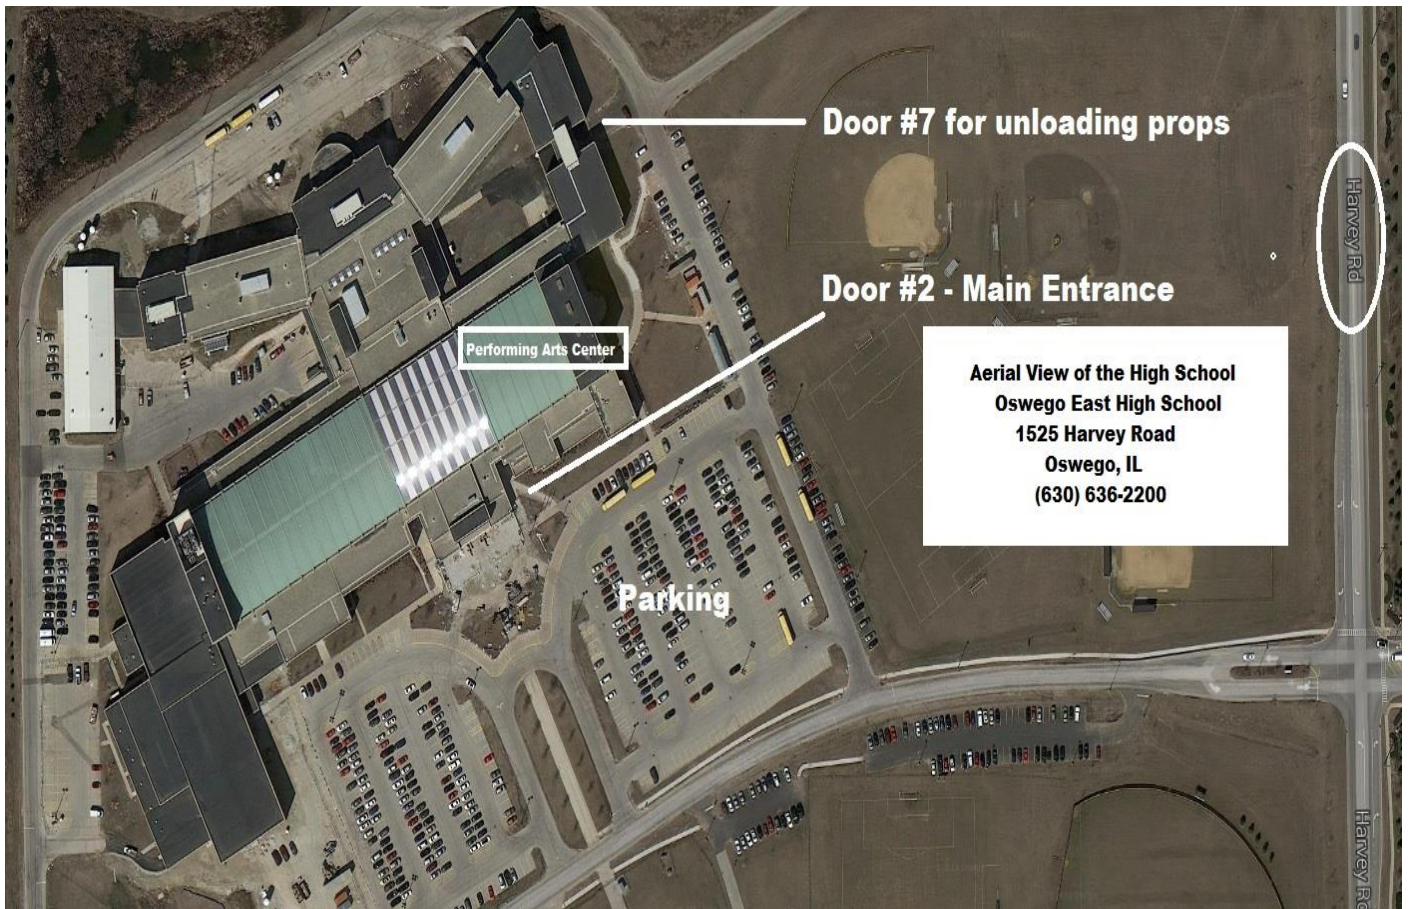 Door #7 for unloading props
Harvey Rd
Door #2 - Main Entrance
Performing Arts Center
Aerial View of the High School
Oswego East High School
1525 Harvey Road
Oswego, IL
(630) 636-2200
Parking
Harvey Rd